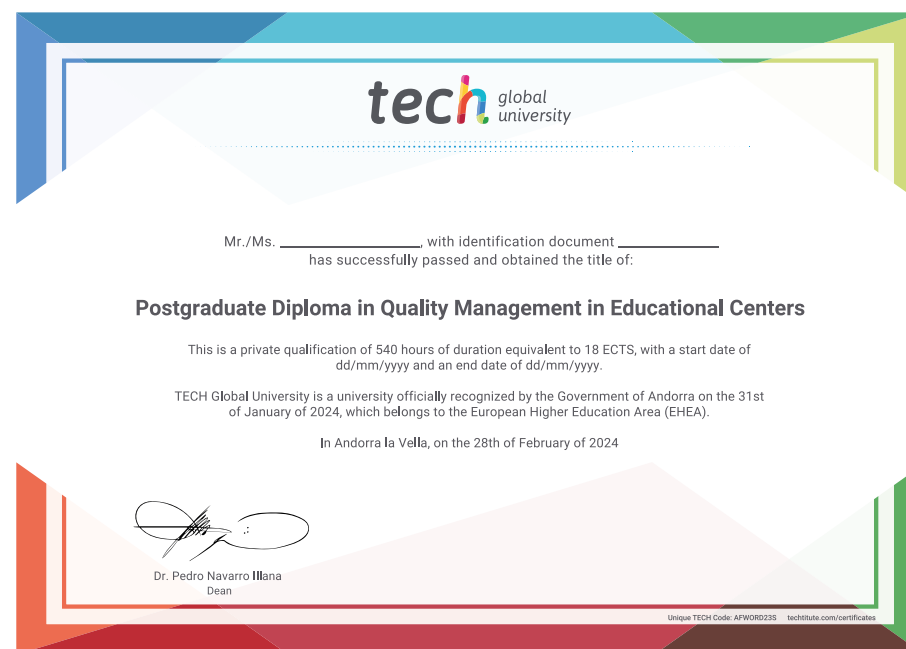 tech global
university
Mr./Ms. ____________, with identification document ____________
has successfully passed and obtained the title of:
Postgraduate Diploma in Quality Management in Educational Centers
This is a private qualification of 540 hours of duration equivalent to 18 ECTS, with a start date of
dd/mm/yyyy and an end date of dd/mm/yyyy.
TECH Global University is a university officially recognized by the Government of Andorra on the 31st
of January of 2024, which belongs to the European Higher Education Area (EHEA).
In Andorra la Vella, on the 28th of February of 2024
Dr. Pedro Navarro Illana
Dean
Unique TECH Code: AFWORD23S techtitute.com/certificates